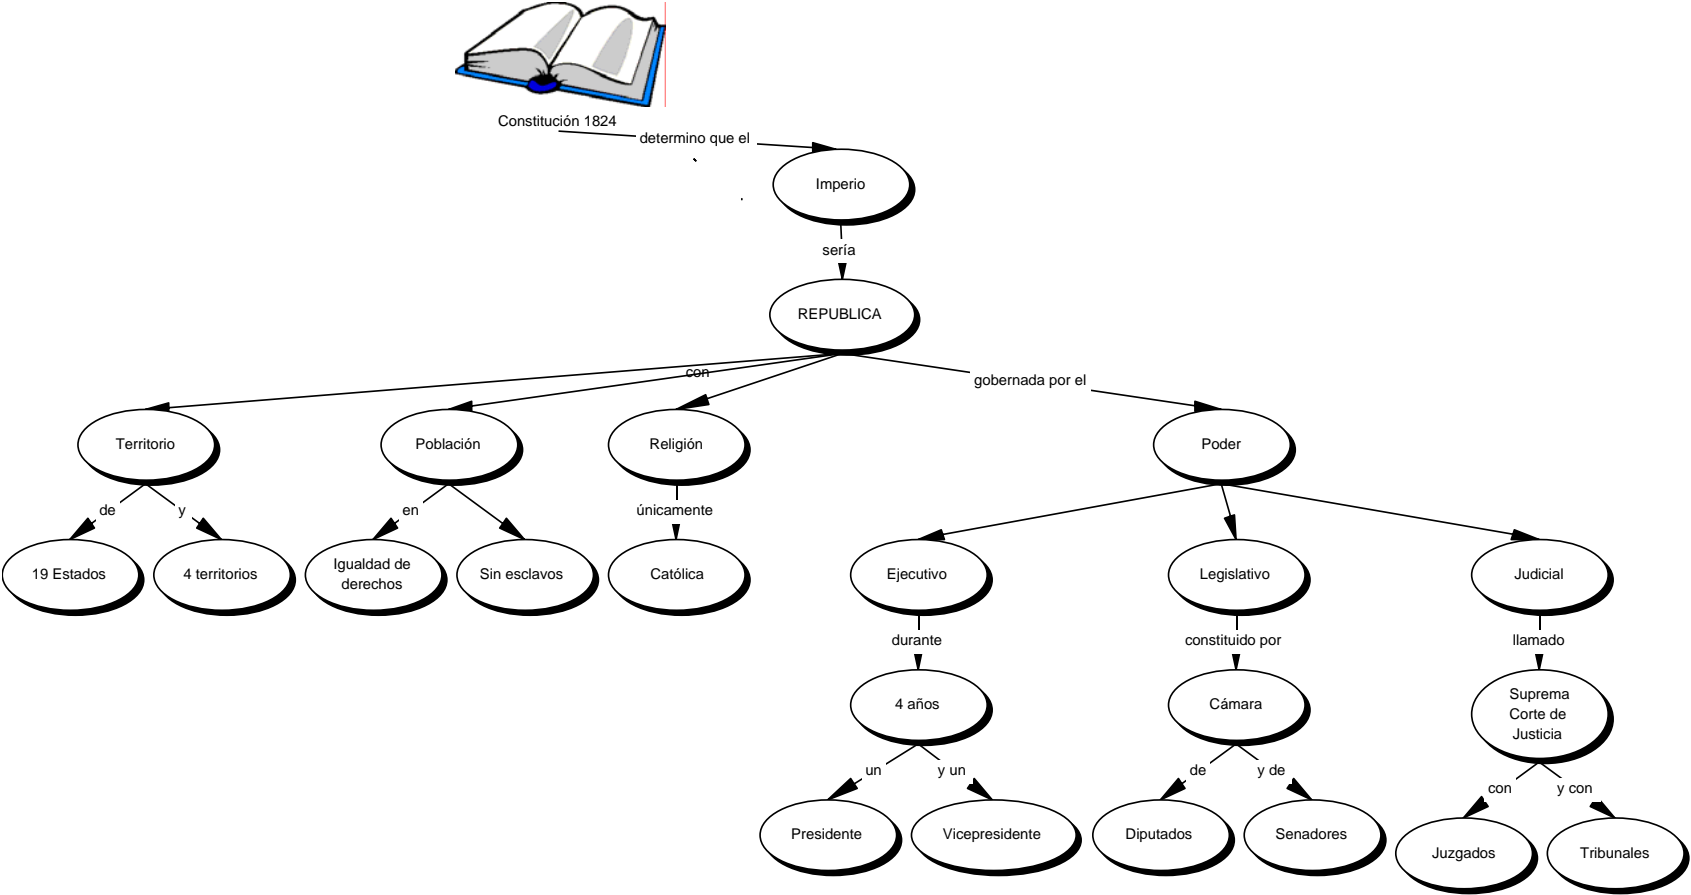 Constitución 1824
determino que el
Imperio
sería
REPUBLICA
con
gobernada por el
Territorio
Población
Religión
Poder
de
y
en
únicamente
19 Estados
4 territorios
Igualdad de
derechos
Sin esclavos
Católica
Ejecutivo
Legislativo
Judicial
durante
constituido por
llamado
4 años
Cámara
Suprema
Corte de
Justicia
un
y un
de
y de
con
y con
Presidente
Vicepresidente
Diputados
Senadores
Juzgados
Tribunales